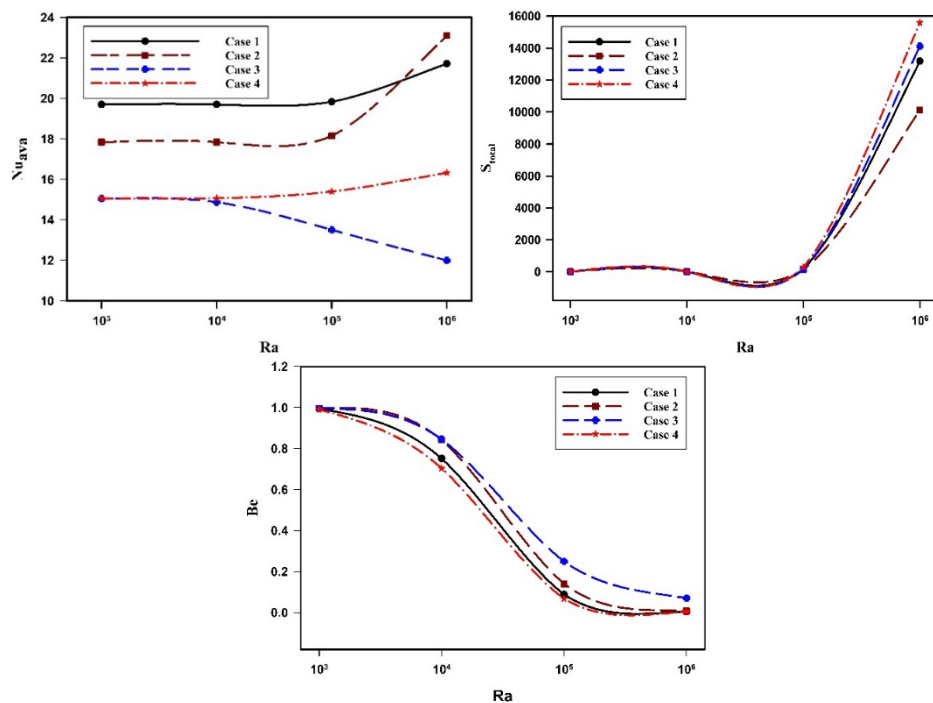 24
22
20
18
16
14
12
10
Nu_ava
Case 1
Case 2
Case 3
Case 4
10³ 10⁴ 10⁵ 10⁶
Ra
16000
14000
12000
10000
8000
6000
4000
2000
0
S_total
Case 1
Case 2
Case 3
Case 4
10³ 10⁴ 10⁵ 10⁶
Ra
1.2
1.0
0.8
0.6
0.4
0.2
0.0
Be
Case 1
Case 2
Case 3
Case 4
10³ 10⁴ 10⁵ 10⁶
Ra